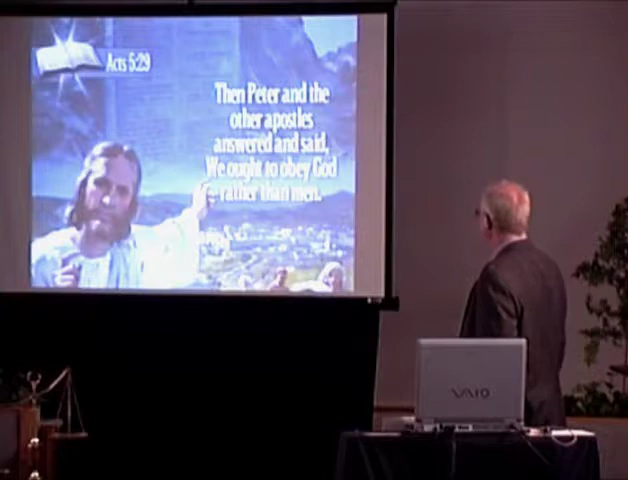 Acts 5:29
Then Peter and the
other apostles
answered and said,
We ought to obey God
rather than men.
VAIO